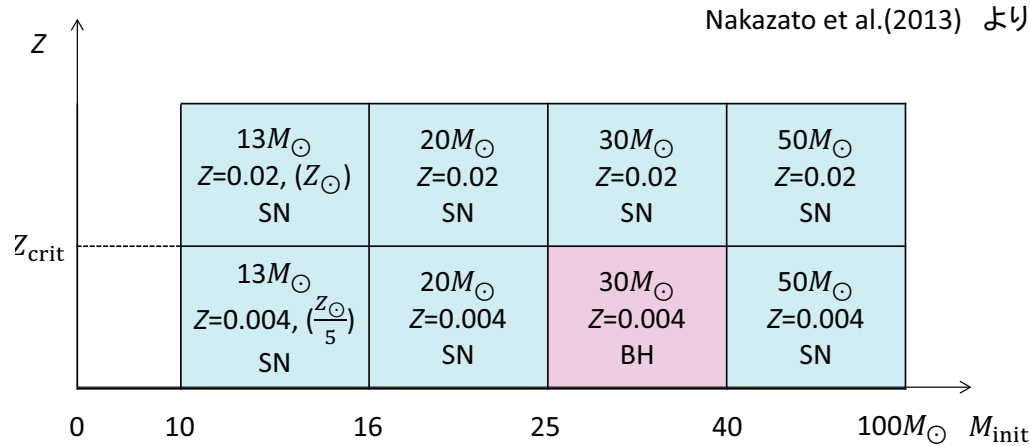 Nakazato et al.(2013) より
Z
13M☉
Z=0.02, (Z☉)
SN
20M☉
Z=0.02
SN
30M☉
Z=0.02
SN
50M☉
Z=0.02
SN
Zcrit
13M☉
Z=0.004, (Z☉/5)
SN
20M☉
Z=0.004
SN
30M☉
Z=0.004
BH
50M☉
Z=0.004
SN
0 10 16 25 40 100M☉ Minit